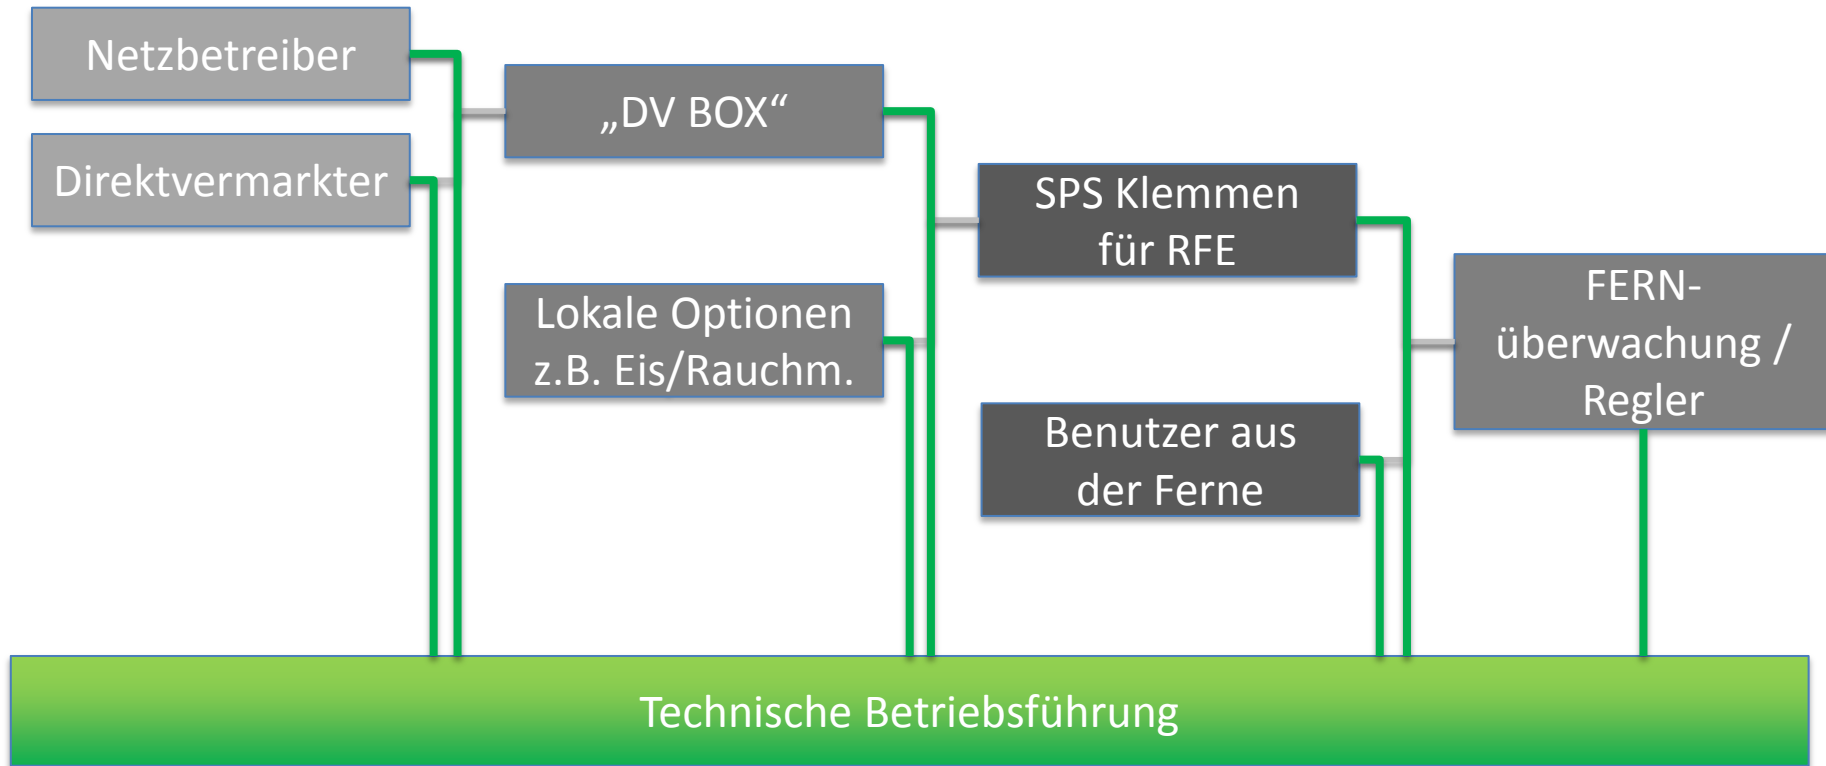 Netzbetreiber
Direktvermarkter
„DV BOX“
Lokale Optionen
z.B. Eis/Rauchm.
SPS Klemmen
für RFE
Benutzer aus
der Ferne
FERN-
überwachung /
Regler
Technische Betriebsführung